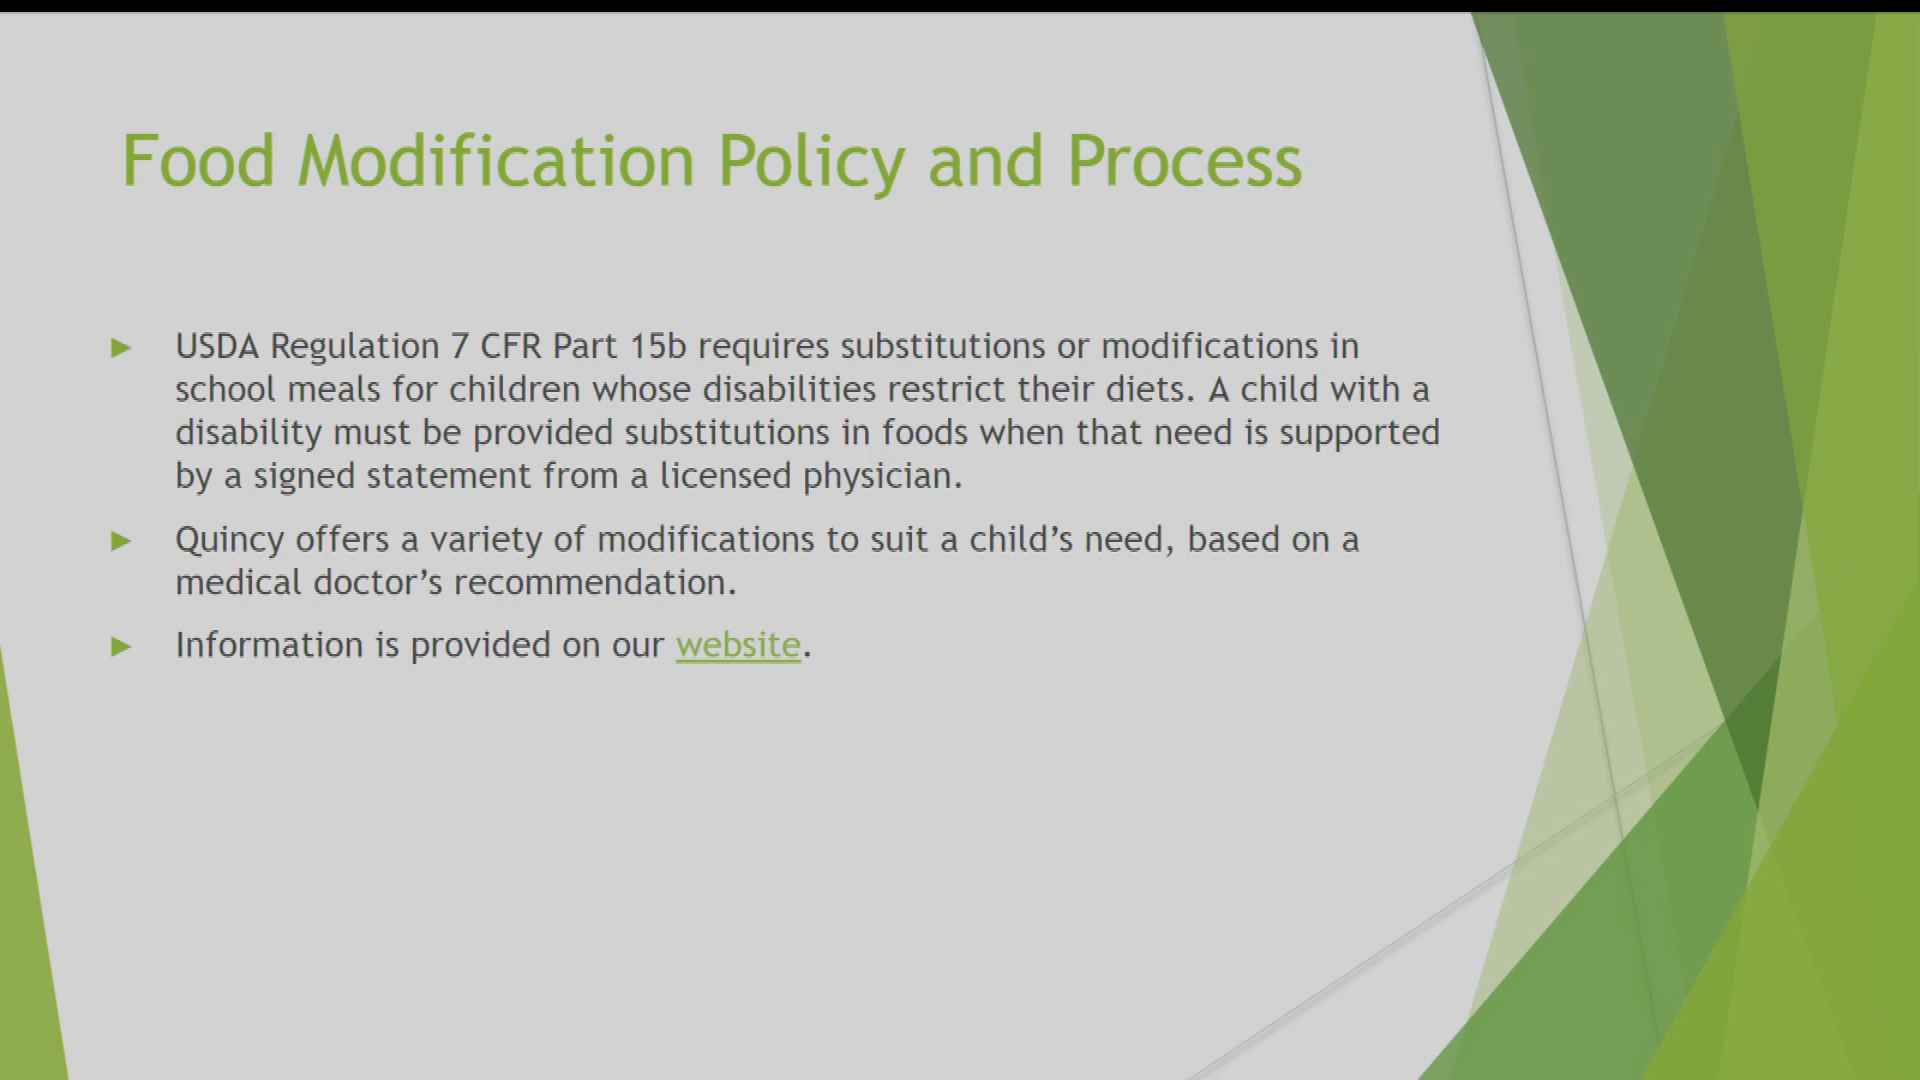 Food Modification Policy and Process
USDA Regulation 7 CFR Part 15b requires substitutions or modifications in
school meals for children whose disabilities restrict their diets. A child with a
disability must be provided substitutions in foods when that need is supported
by a signed statement from a licensed physician.
Quincy offers a variety of modifications to suit a child’s need, based on a
medical doctor’s recommendation.
Information is provided on our website.